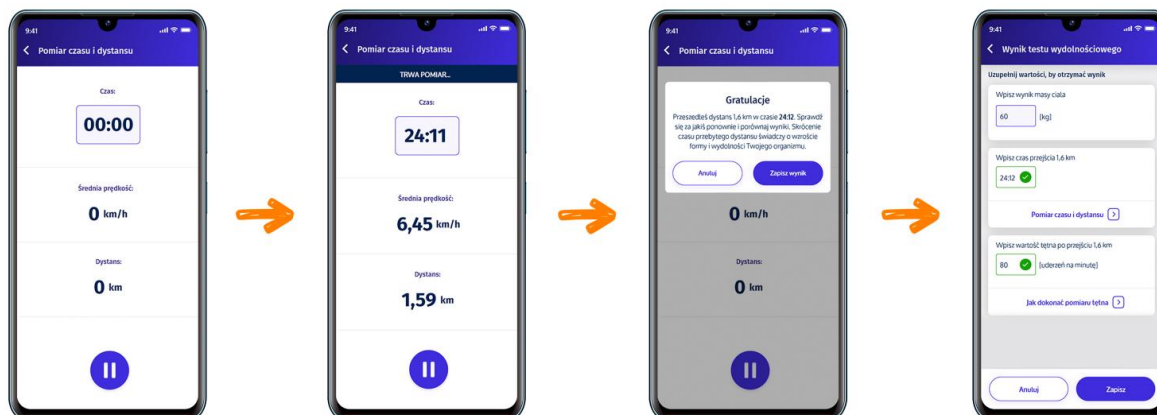 9:41
Pomiar czasu i dystansu
Czas:
00:00
Średnia prędkość:
0 km/h
Dystans:
0 km
9:41
Pomiar czasu i dystansu
TRWA POMIAR...
Czas:
24:11
Średnia prędkość:
6,45 km/h
Dystans:
1,59 km
9:41
Pomiar czasu i dystansu
Gratulacje
Przeszedłeś dystans 1,6 km w czasie 24:12. Sprawdź
się za jakiś ponownie i porównaj wyniki. Skrócenie
czasu przebytego dystansu świadczy o wzroście
formy i wydolności Twojego organizmu.
Anuluj
Zapisz wynik
0 km/h
Dystans:
0 km
9:41
Wynik testu wydolnościowego
Uzupełnij wartości, by otrzymać wynik
Wpisz wynik masy ciała
60 [kg]
Wpisz czas przejścia 1,6 km
24:12
Pomiar czasu i dystansu
Wpisz wartość tętna po przejściu 1,6 km
80 [uderzeń na minutę]
Jak dokonać pomiaru tętna
Anuluj
Zapisz